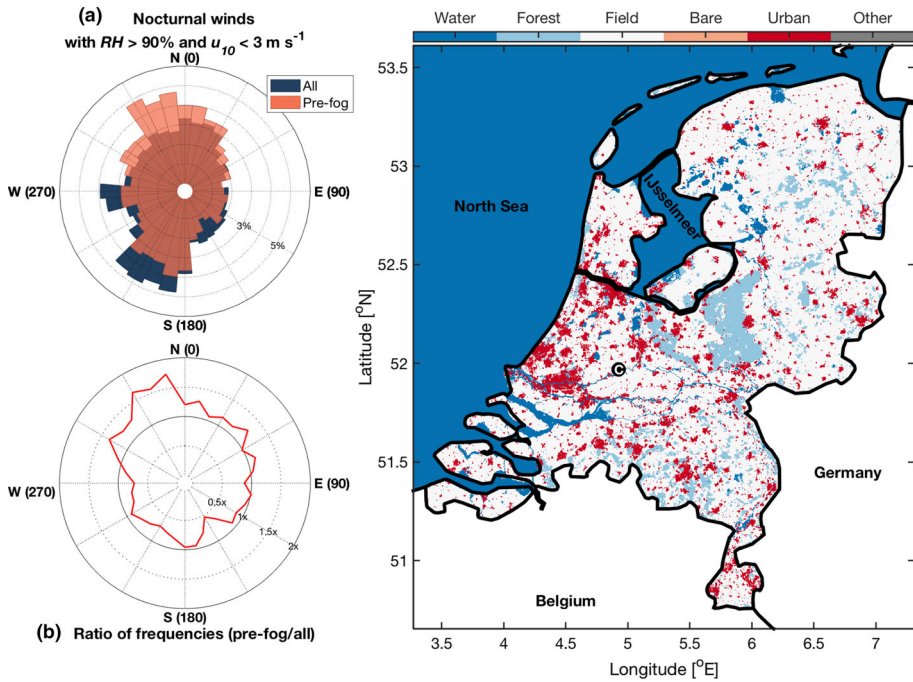 (a)
Nocturnal winds
with RH > 90% and u10 < 3 m s⁻¹
N (0)
All
Pre-fog
W (270)
E (90)
3%
5%
S (180)
N (0)
W (270)
E (90)
0,5x
1x
1,5x
2x
S (180)
(b)
Ratio of frequencies (pre-fog/all)
Water
Forest
Field
Bare
Urban
Other
53.5
53
52.5
52
51.5
51
Latitude [°N]
North Sea
IJsselmeer
C
Germany
Belgium
3.5
4
4.5
5
5.5
6
6.5
7
Longitude [°E]